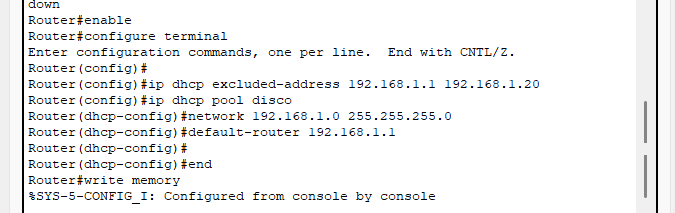 down
Router#enable
Router#configure terminal
Enter configuration commands, one per line.  End with CNTL/Z.
Router(config)#
Router(config)#ip dhcp excluded-address 192.168.1.1 192.168.1.20
Router(config)#ip dhcp pool disco
Router(dhcp-config)#network 192.168.1.0 255.255.255.0
Router(dhcp-config)#default-router 192.168.1.1
Router(dhcp-config)#
Router(dhcp-config)#end
Router#write memory
%SYS-5-CONFIG_I: Configured from console by console